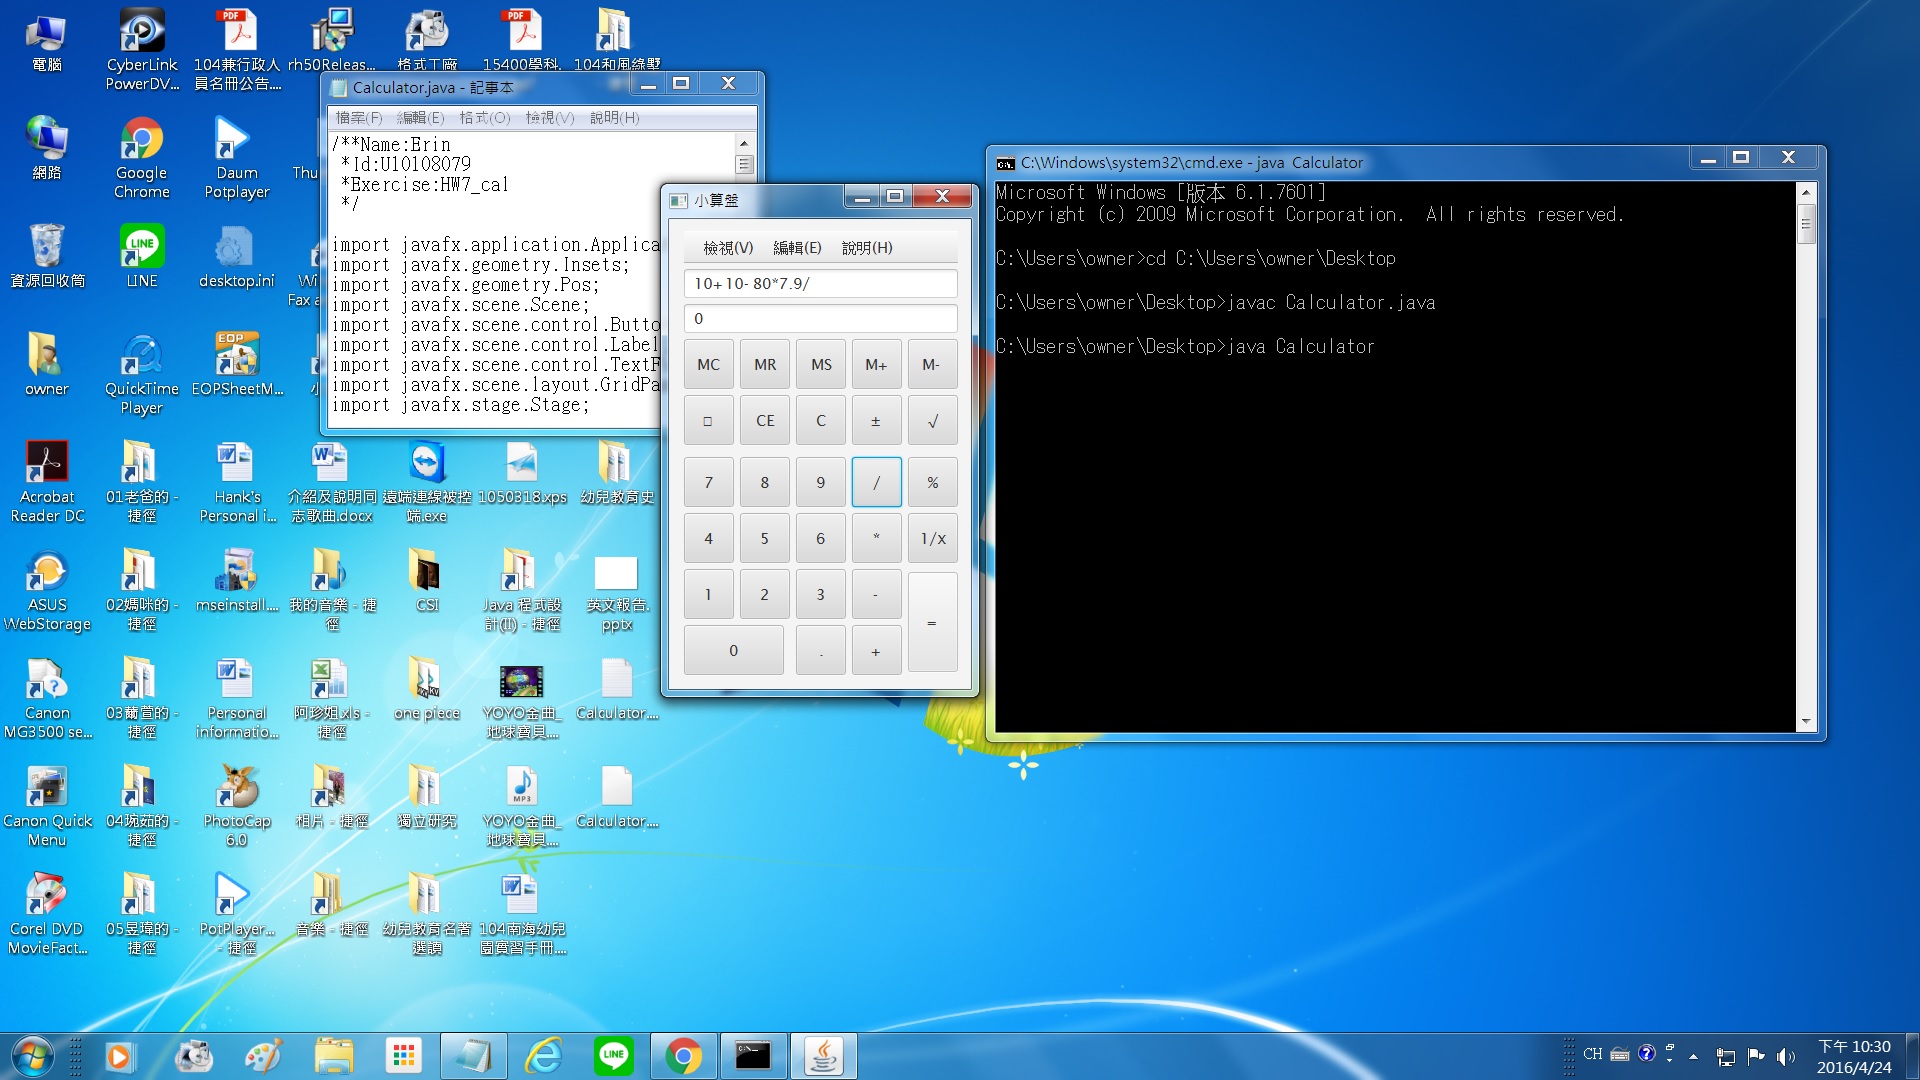 電腦
CyberLink
PowerDV...
104兼行政人
員名冊公告....
rh50Releas...
格式工廠
15400學科.
104和風綠墅
網路
Google
Chrome
Daum
Potplayer
Thu
資源回收筒
LINE
desktop.ini
Wi
Fax a
owner
QuickTime
Player
EOPSheetM...
小
Acrobat
Reader DC
01老爸的 -
捷徑
Hank's
Personal i...
介紹及說明同
志歌曲.docx
遠端連線被控
端.exe
1050318.xps
幼兒教育史
ASUS
WebStorage
02媽咪的 -
捷徑
mseinstall....
我的音樂 - 捷
徑
CSI
Java 程式設
計(II) - 捷徑
英文報告.
pptx
Canon
MG3500 se...
03薾萱的 -
捷徑
Personal
informatio...
阿珍姐.xls -
捷徑
one piece
YOYO金曲_
地球寶貝....
Calculator....
Canon Quick
Menu
04琬茹的 -
捷徑
PhotoCap
6.0
相片 - 捷徑
獨立研究
YOYO金曲_
地球寶貝....
Calculator....
Corel DVD
MovieFact...
05昱瑋的 -
捷徑
PotPlayer...
- 捷徑
音樂 - 捷徑
幼兒教育名著
選讀
104南海幼兒
園實習手冊....
Calculator.java - 記事本
檔案(F) 編輯(E) 格式(O) 檢視(V) 說明(H)
/**Name:Erin
*Id:U10108079
*Exercise:HW7_cal
*/
import javafx.application.Applica
import javafx.geometry.Insets;
import javafx.geometry.Pos;
import javafx.scene.Scene;
import javafx.scene.control.Butto
import javafx.scene.control.Label
import javafx.scene.control.TextF
import javafx.scene.layout.GridPa
import javafx.stage.Stage;
小算盤
檢視(V) 編輯(E) 說明(H)
10+10-80*7.9/
0
MC MR MS M+ M-
□ CE C ± √
7 8 9 / %
4 5 6 * 1/x
1 2 3 -
=
0 . +
C:\Windows\system32\cmd.exe - java Calculator
Microsoft Windows [版本 6.1.7601]
Copyright (c) 2009 Microsoft Corporation. All rights reserved.
C:\Users\owner>cd C:\Users\owner\Desktop
C:\Users\owner\Desktop>javac Calculator.java
C:\Users\owner\Desktop>java Calculator
LINE
CH
下午 10:30
2016/4/24